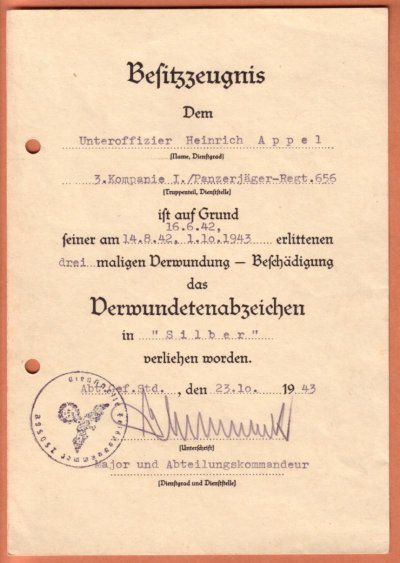 Besitzzeugnis
Dem
Unteroffizier Heinrich Appel
(Name, Dienstgrad)
3.Kompanie I./Panzerjäger-Regt.656
(Truppenteil, Dienststelle)
ist auf Grund
16.6.42,
seiner am 14.8.42, 1.10.1943 erlittenen
drei maligen Verwundung – Beschädigung
das
Verwundetenabzeichen
in "Silber"
verliehen worden.
Abt.Gef.Std., den 23.10. 1943
(Unterschrift)
Major und Abteilungskommandeur
(Dienstgrad und Dienststelle)